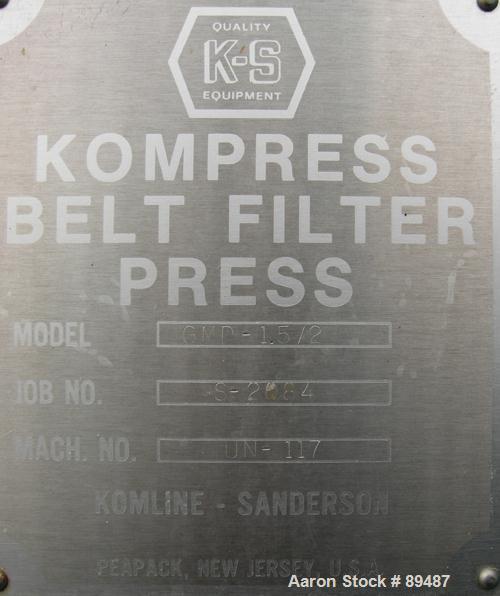 QUALITY
K-S
EQUIPMENT
KOMPRESS
BELT FILTER
PRESS
MODEL GMP-1.5/2
JOB NO.
MACH. NO. UN-117
KOMLINE - SANDERSON
PEAPACK, NEW JERSEY, U.S.A.
Aaron Stock # 89487